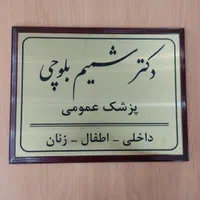 دکتر شمیم بلوچی
پزشک عمومی
داخلی - اطفال - زنان